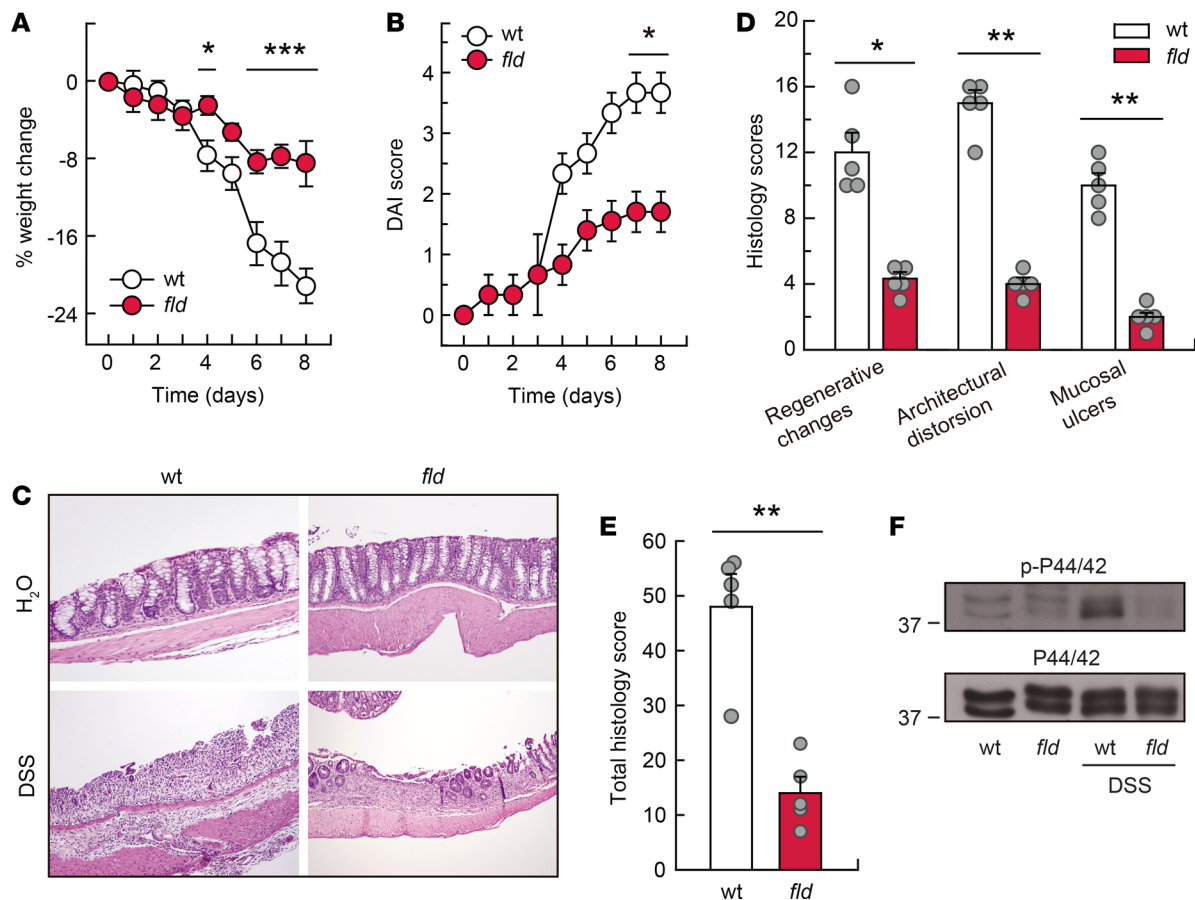 A
*
***
0
-8
-16
-24
% weight change
wt
fld
0
2
4
6
8
Time (days)
B
wt
fld
*
4
3
2
1
0
DAI score
0
2
4
6
8
Time (days)
D
wt
fld
*
**
**
16
12
8
4
0
Histology scores
Regenerative
changes
Architectural
distorsion
Mucosal
ulcers
C
wt
fld
H2O
DSS
E
**
60
50
40
30
20
10
0
Total histology score
wt
fld
F
p-P44/42
37
P44/42
37
wt
fld
wt
fld
DSS